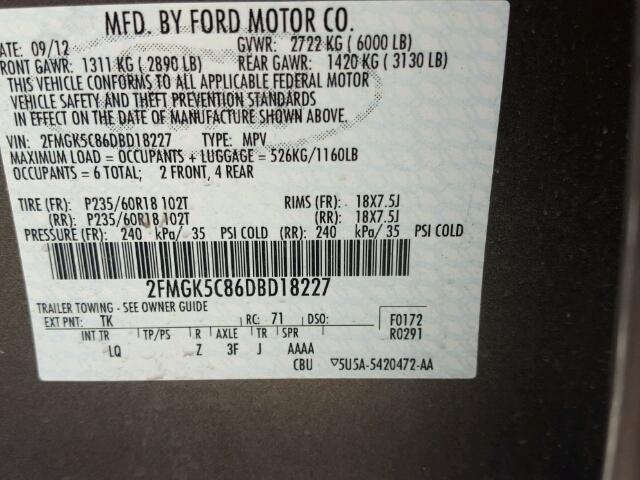 MFD. BY FORD MOTOR CO.
DATE: 09/12 GVWR: 2722 KG ( 6000 LB)
FRONT GAWR: 1311 KG ( 2890 LB) REAR GAWR: 1420 KG ( 3130 LB)
THIS VEHICLE CONFORMS TO ALL APPLICABLE FEDERAL MOTOR
VEHICLE SAFETY AND THEFT PREVENTION STANDARDS
IN EFFECT ON THE DATE OF MANUFACTURE SHOWN ABOVE.
VIN: 2FMGK5C86DBD18227 TYPE: MPV
MAXIMUM LOAD = OCCUPANTS + LUGGAGE = 526KG/1160LB
OCCUPANTS = 6 TOTAL; 2 FRONT, 4 REAR
TIRE (FR): P235/60R18 102T RIMS (FR): 18X7.5J
(RR): P235/60R18 102T (RR): 18X7.5J
PRESSURE (FR): 240 kPa/ 35 PSI COLD (RR): 240 kPa/ 35 PSI COLD
2FMGK5C86DBD18227
TRAILER TOWING - SEE OWNER GUIDE
EXT PNT: TK RC: 71 DSO: F0172
INT TR TP/PS R AXLE TR SPR R0291
LQ Z 3F J AAAA
CBU ▽5U5A-5420472-AA